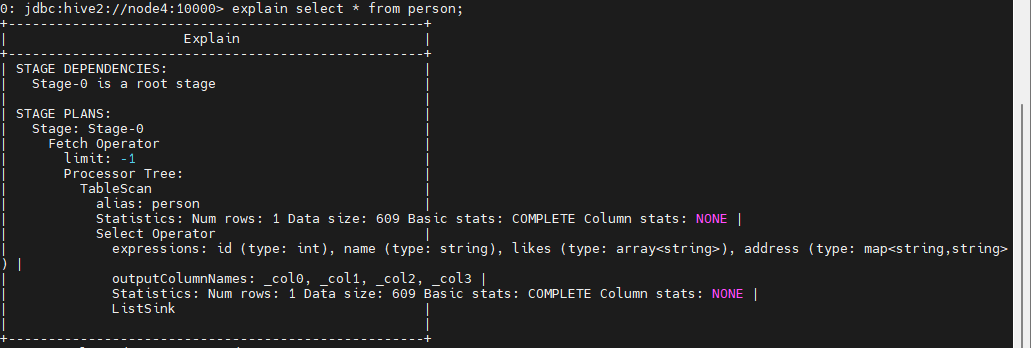 0: jdbc:hive2://node4:10000> explain select * from person;
+----------------------------------------------------+
|                      Explain                       |
+----------------------------------------------------+
| STAGE DEPENDENCIES:                                |
|   Stage-0 is a root stage                          |
|                                                    |
| STAGE PLANS:                                       |
|   Stage: Stage-0                                   |
|     Fetch Operator                                 |
|       limit: -1                                    |
|       Processor Tree:                              |
|         TableScan                                  |
|           alias: person                            |
|           Statistics: Num rows: 1 Data size: 609 Basic stats: COMPLETE Column stats: NONE |
|           Select Operator                          |
|             expressions: id (type: int), name (type: string), likes (type: array<string>), address (type: map<string,string>
) |
|             outputColumnNames: _col0, _col1, _col2, _col3 |
|             Statistics: Num rows: 1 Data size: 609 Basic stats: COMPLETE Column stats: NONE |
|             ListSink                               |
|                                                    |
+----------------------------------------------------+